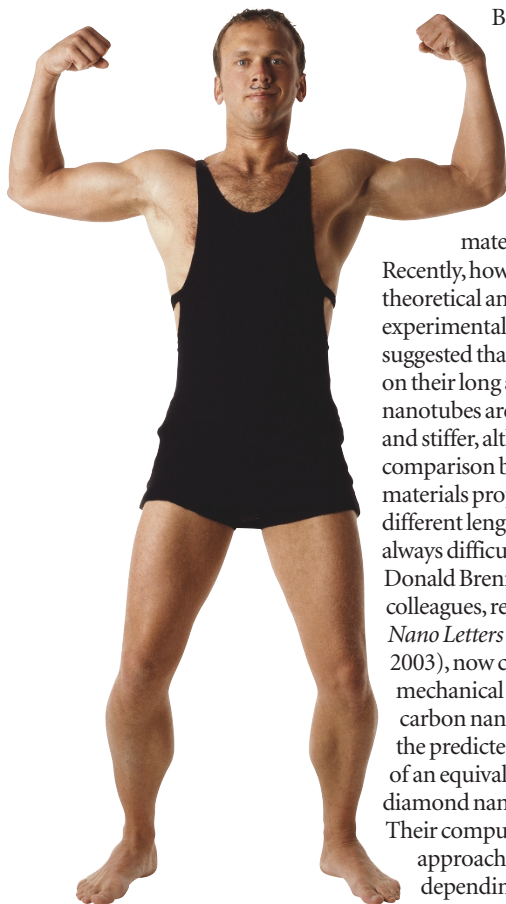 B
mate
Recently, how
theoretical an
experimental
suggested tha
on their long a
nanotubes are
and stiffer, alt
comparison b
materials prop
different leng
always difficu
Donald Bren
colleagues, re
Nano Letters
2003), now c
mechanical
carbon nan
the predicte
of an equival
diamond nan
Their compu
approach
dependin